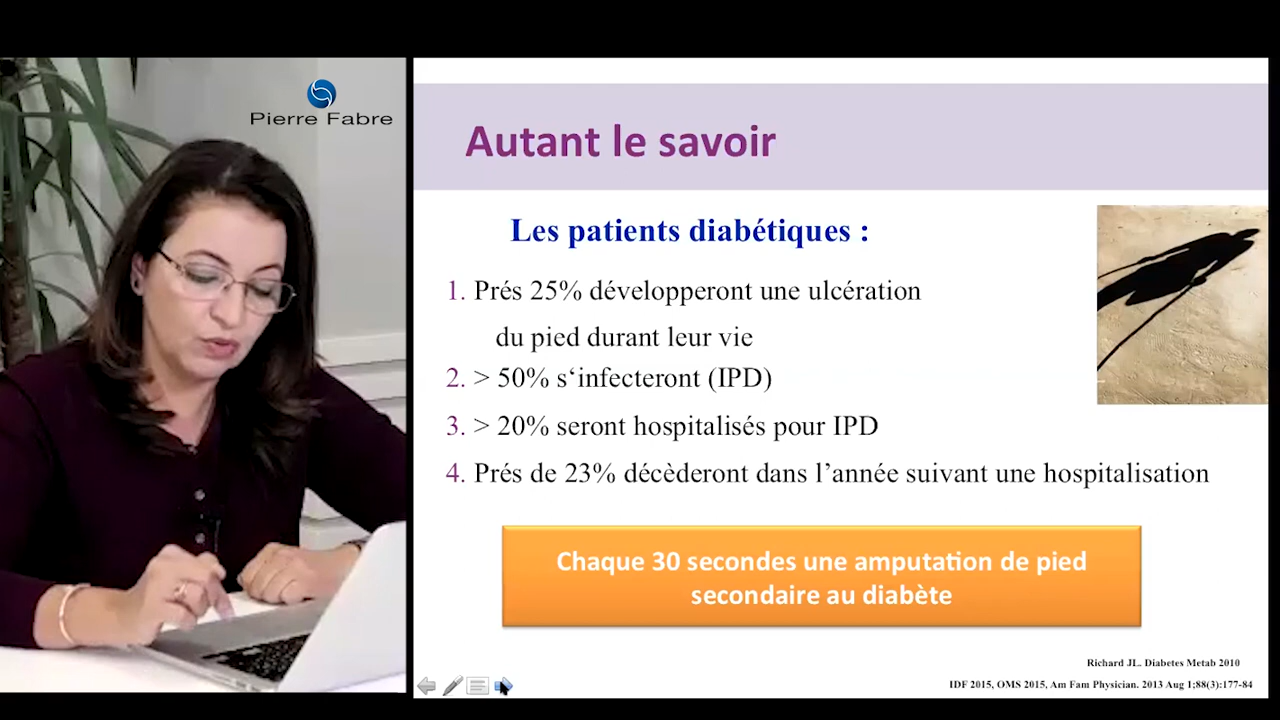 Pierre Fabre
Autant le savoir
Les patients diabétiques :
1. Prés 25% développeront une ulcération
du pied durant leur vie
2. > 50% s‘infecteront (IPD)
3. > 20% seront hospitalisés pour IPD
4. Prés de 23% décèderont dans l’année suivant une hospitalisation
Chaque 30 secondes une amputation de pied
secondaire au diabète
Richard JL. Diabetes Metab 2010
IDF 2015, OMS 2015, Am Fam Physician. 2013 Aug 1;88(3):177-84